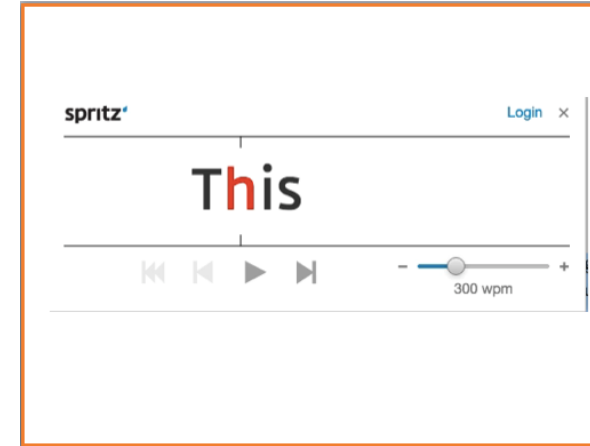 spritz
Login ×
This
− +
300 wpm